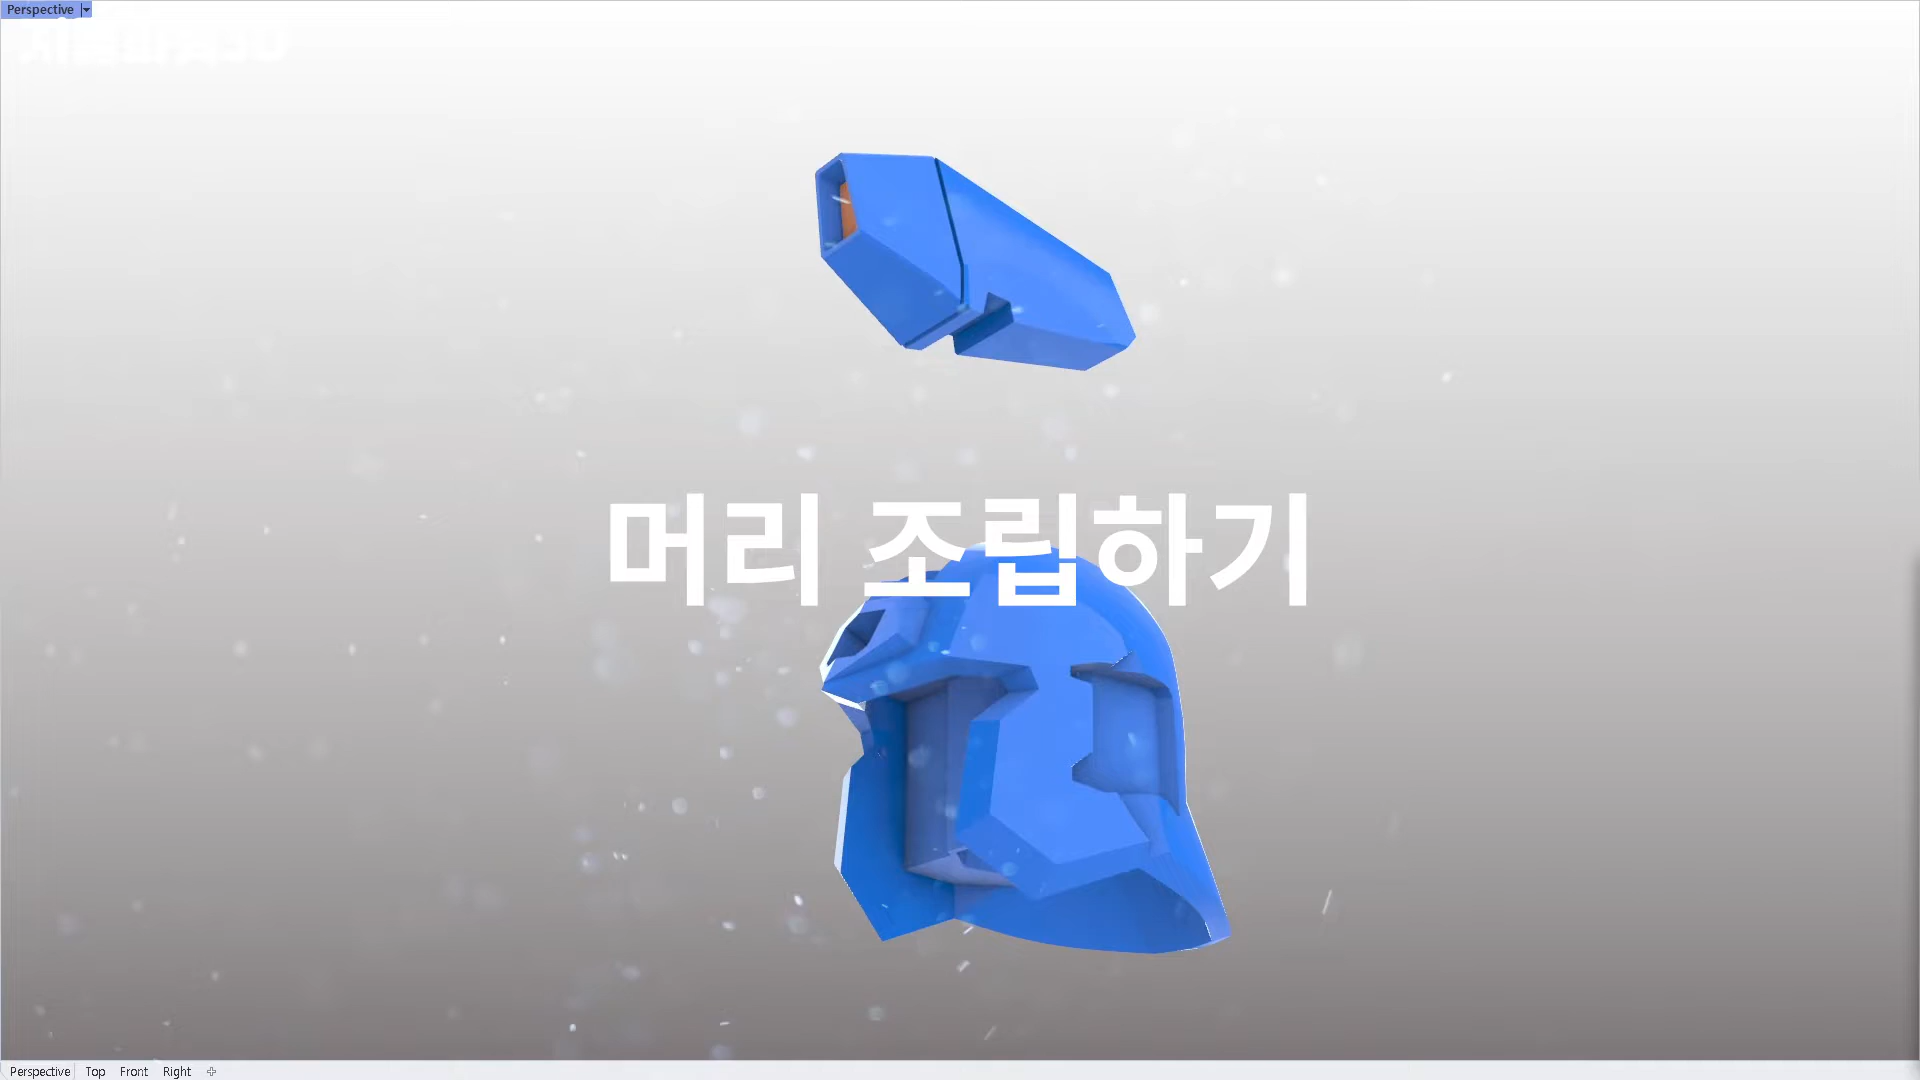 Perspective
머리 조립하기
Perspective Top Front Right